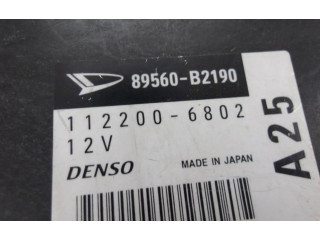 89560-B2190
112200-6802
12V
DENSO MADE IN JAPAN
A25